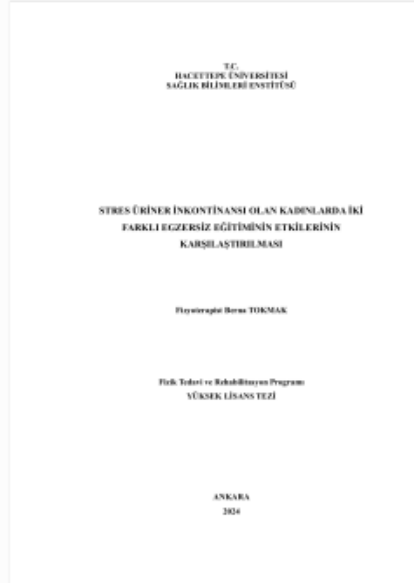 T.C.
HACETTEPE ÜNİVERSİTESİ
SAĞLIK BİLİMLERİ ENSTİTÜSÜ
STRES ÜRİNER İNKONTİNANSI OLAN KADINLARDA İKİ
FARKLI EGZERSİZ EĞİTİMİNİN ETKİLERİNİN
KARŞILAŞTIRILMASI
Fizyoterapist Berna TOKMAK
Fizik Tedavi ve Rehabilitasyon Programı
YÜKSEK LİSANS TEZİ
ANKARA
2024